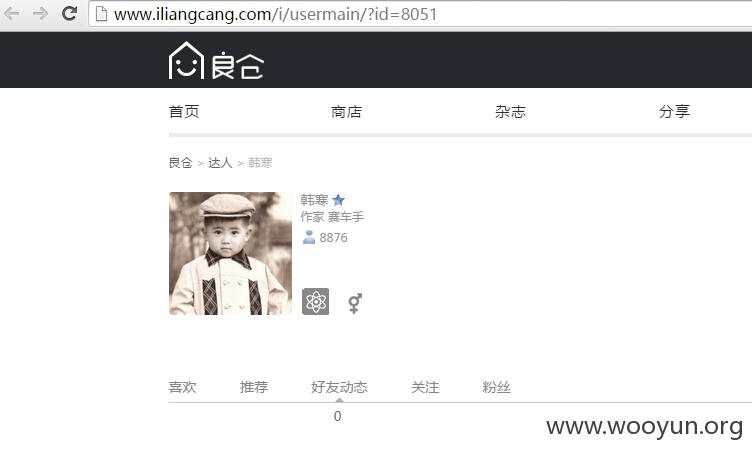 www.iliangcang.com/i/usermain/?id=8051
良仓
首页 商店 杂志 分享
良仓 > 达人 > 韩寒
韩寒
作家 赛车手
8876
喜欢 推荐 好友动态 关注 粉丝
0
www.wooyun.org